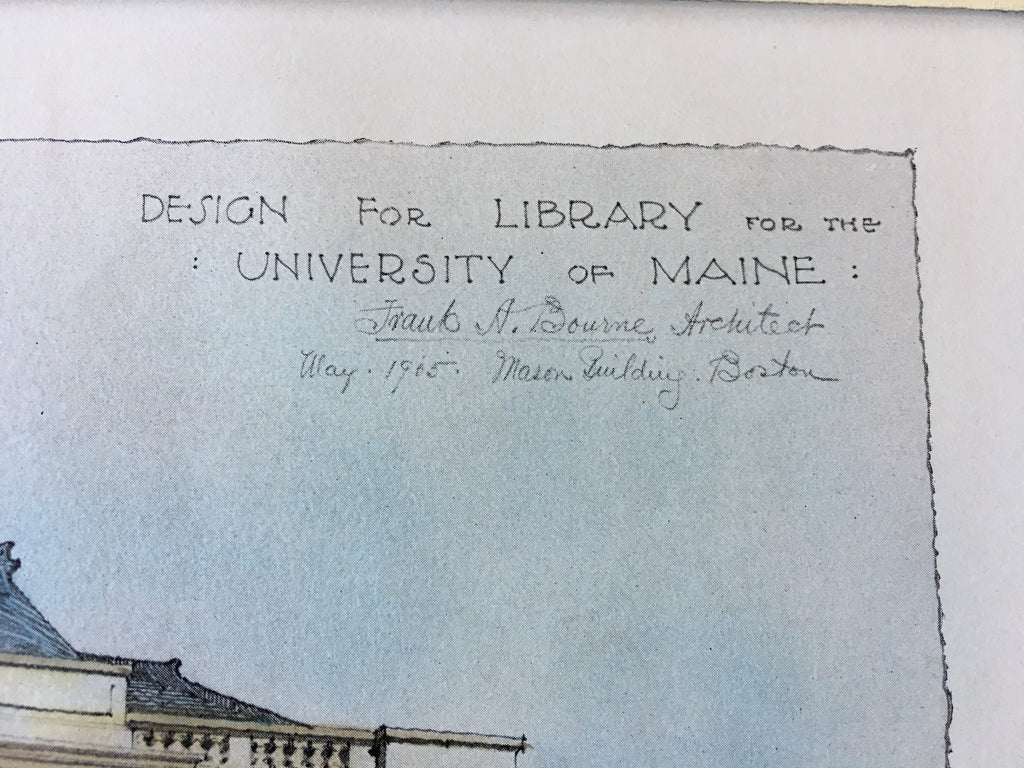 DESIGN FOR LIBRARY FOR THE
: UNIVERSITY OF MAINE :
Frank A. Bourne, Architect
May. 1905. Mason Building. Boston